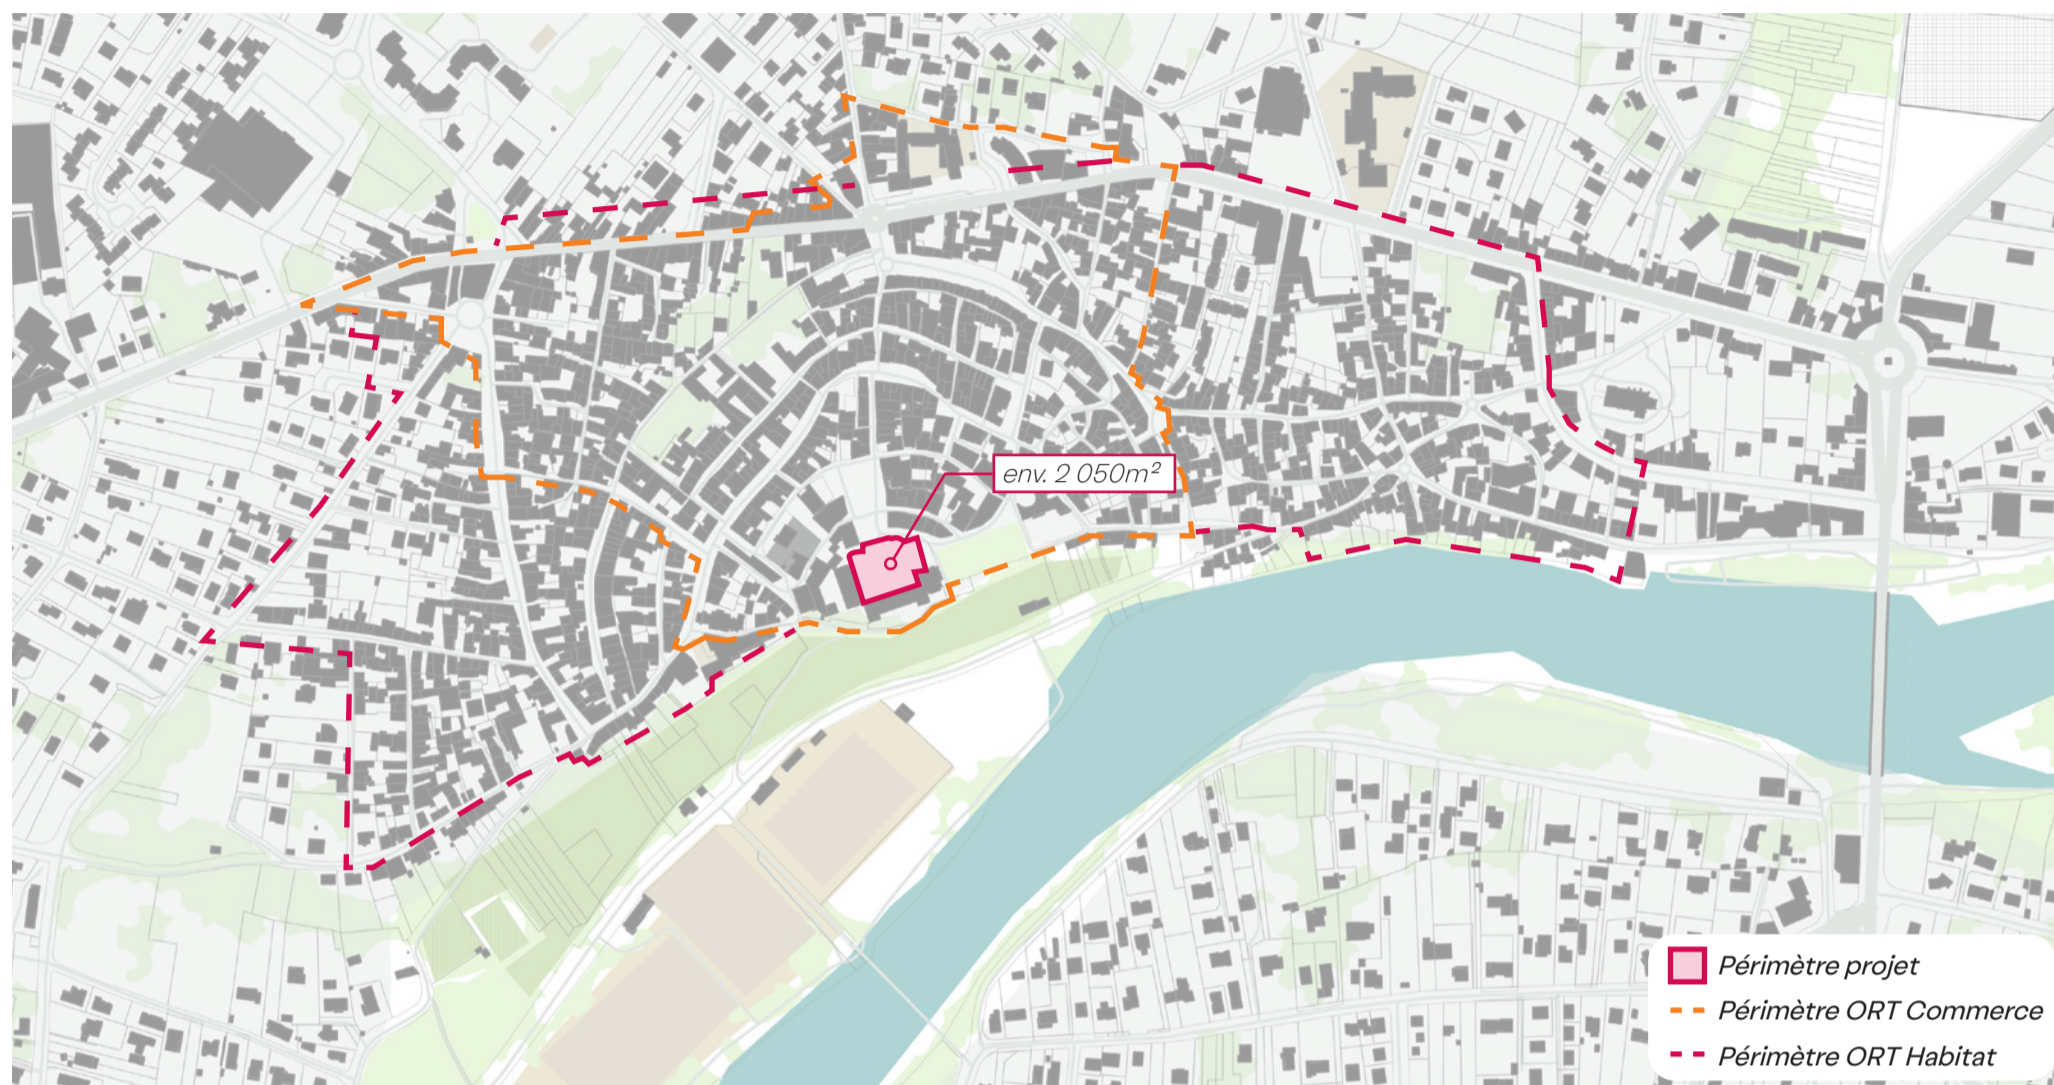 env. 2 050m²
Périmètre projet
Périmètre ORT Commerce
Périmètre ORT Habitat